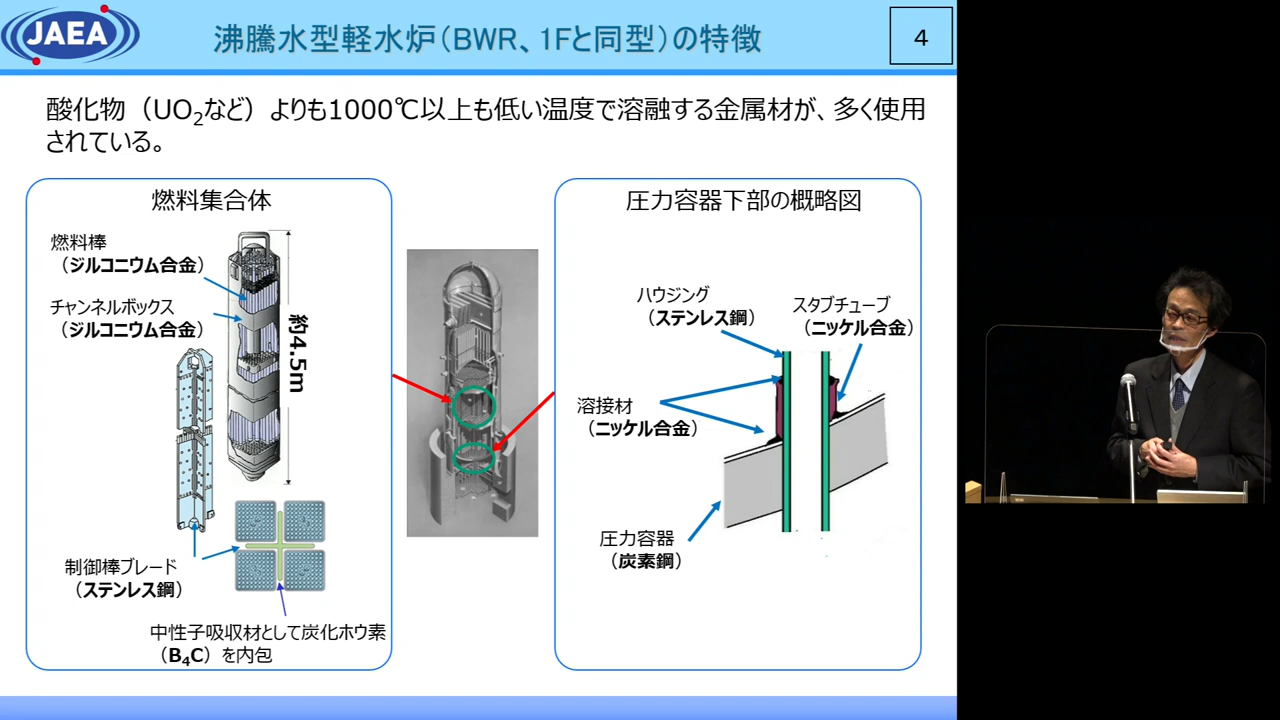 JAEA
沸騰水型軽水炉（BWR、1Fと同型）の特徴
4
酸化物（UO₂など）よりも1000℃以上も低い温度で溶融する金属材が、多く使用
されている。
燃料集合体
燃料棒
（ジルコニウム合金）
チャンネルボックス
（ジルコニウム合金）
約4.5m
制御棒ブレード
（ステンレス鋼）
中性子吸収材として炭化ホウ素
（B₄C）を内包
圧力容器下部の概略図
ハウジング
（ステンレス鋼）
スタブチューブ
（ニッケル合金）
溶接材
（ニッケル合金）
圧力容器
（炭素鋼）